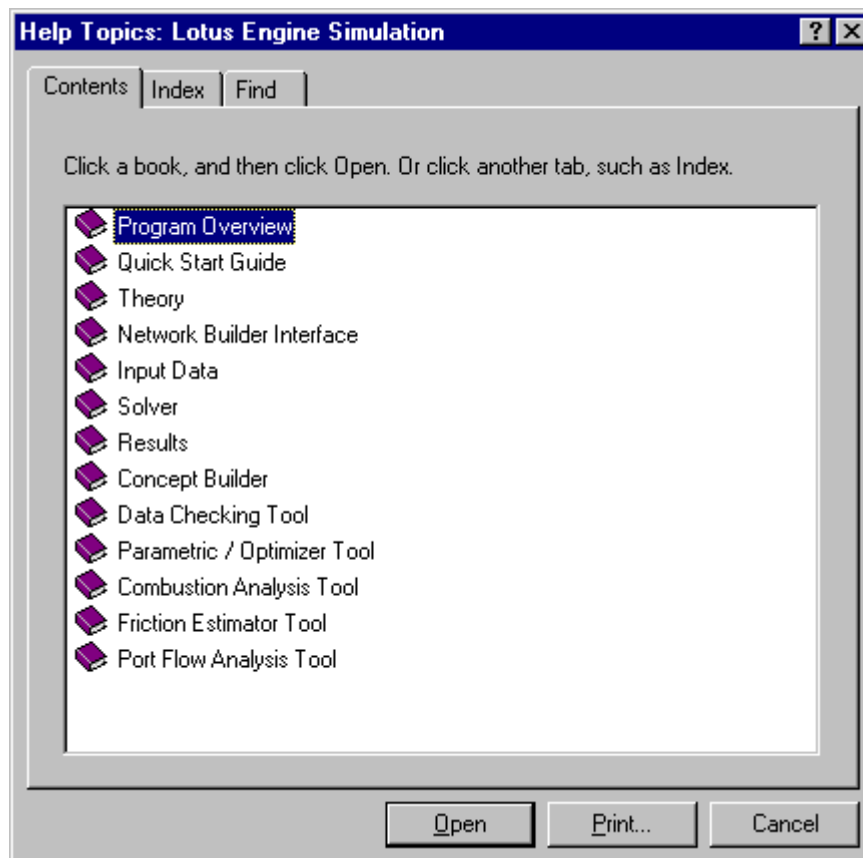 Help Topics: Lotus Engine Simulation
Contents Index Find
Click a book, and then click Open. Or click another tab, such as Index.
Program Overview
Quick Start Guide
Theory
Network Builder Interface
Input Data
Solver
Results
Concept Builder
Data Checking Tool
Parametric / Optimizer Tool
Combustion Analysis Tool
Friction Estimator Tool
Port Flow Analysis Tool
Open Print... Cancel